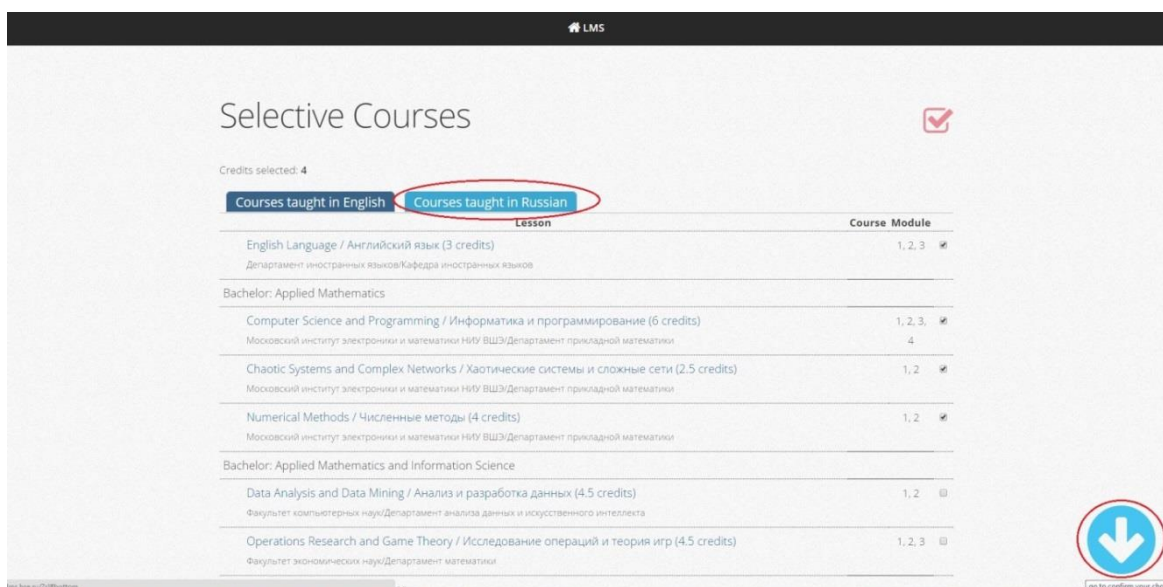 LMS
Selective Courses
Credits selected: 4
Courses taught in English Courses taught in Russian
Lesson Course Module
English Language / Английский язык (3 credits) 1, 2, 3
Департамент иностранных языков/Кафедра иностранных языков
Bachelor: Applied Mathematics
Computer Science and Programming / Информатика и программирование (6 credits) 1, 2, 3,
Московский институт электроники и математики НИУ ВШЭ/Департамент прикладной математики 4
Chaotic Systems and Complex Networks / Хаотические системы и сложные сети (2.5 credits) 1, 2
Московский институт электроники и математики НИУ ВШЭ/Департамент прикладной математики
Numerical Methods / Численные методы (4 credits) 1, 2
Московский институт электроники и математики НИУ ВШЭ/Департамент прикладной математики
Bachelor: Applied Mathematics and Information Science
Data Analysis and Data Mining / Анализ и разработка данных (4.5 credits) 1, 2
Факультет компьютерных наук/Департамент анализа данных и искусственного интеллекта
Operations Research and Game Theory / Исследование операций и теория игр (4.5 credits) 1, 2, 3
Факультет экономических наук/Департамент математики
go to confirm your